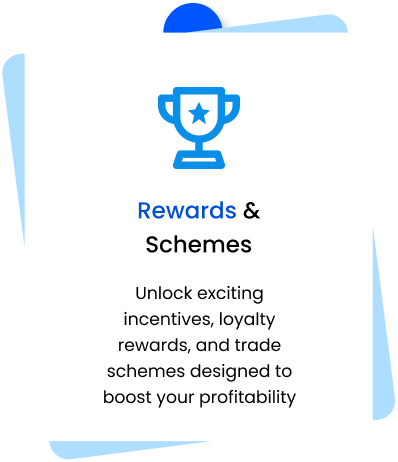 Rewards &
Schemes
Unlock exciting
incentives, loyalty
rewards, and trade
schemes designed to
boost your profitability